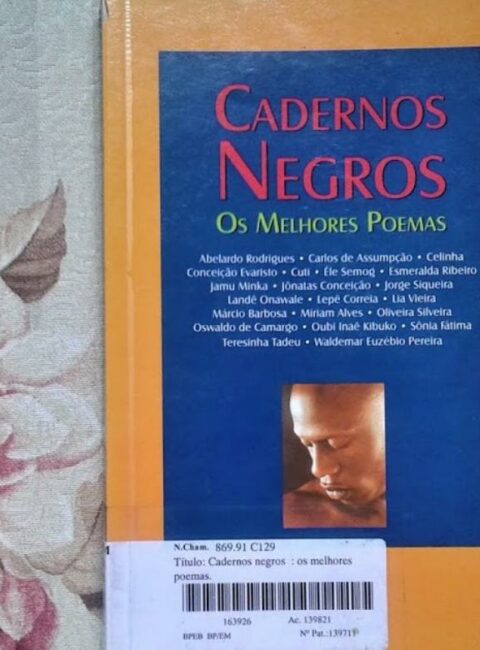 CADERNOS
NEGROS
OS MELHORES POEMAS
Abelardo Rodrigues • Carlos de Assumpção • Celinha
Conceição Evaristo • Cuti • Éle Semog • Esmeralda Ribeiro
Jamu Minka • Jônatas Conceição • Jorge Siqueira
Landê Onawale • Lepê Correia • Lia Vieira
Márcio Barbosa • Miriam Alves • Oliveira Silveira
Oswaldo de Camargo • Oubi Inaê Kibuko • Sônia Fátima
Teresinha Tadeu • Waldemar Euzébio Pereira
N.Cham. 869.91 C129
Título: Cadernos negros : os melhores
poemas.
163926 Ac. 139821
BPEB BP/EM Nº Pat.:139711